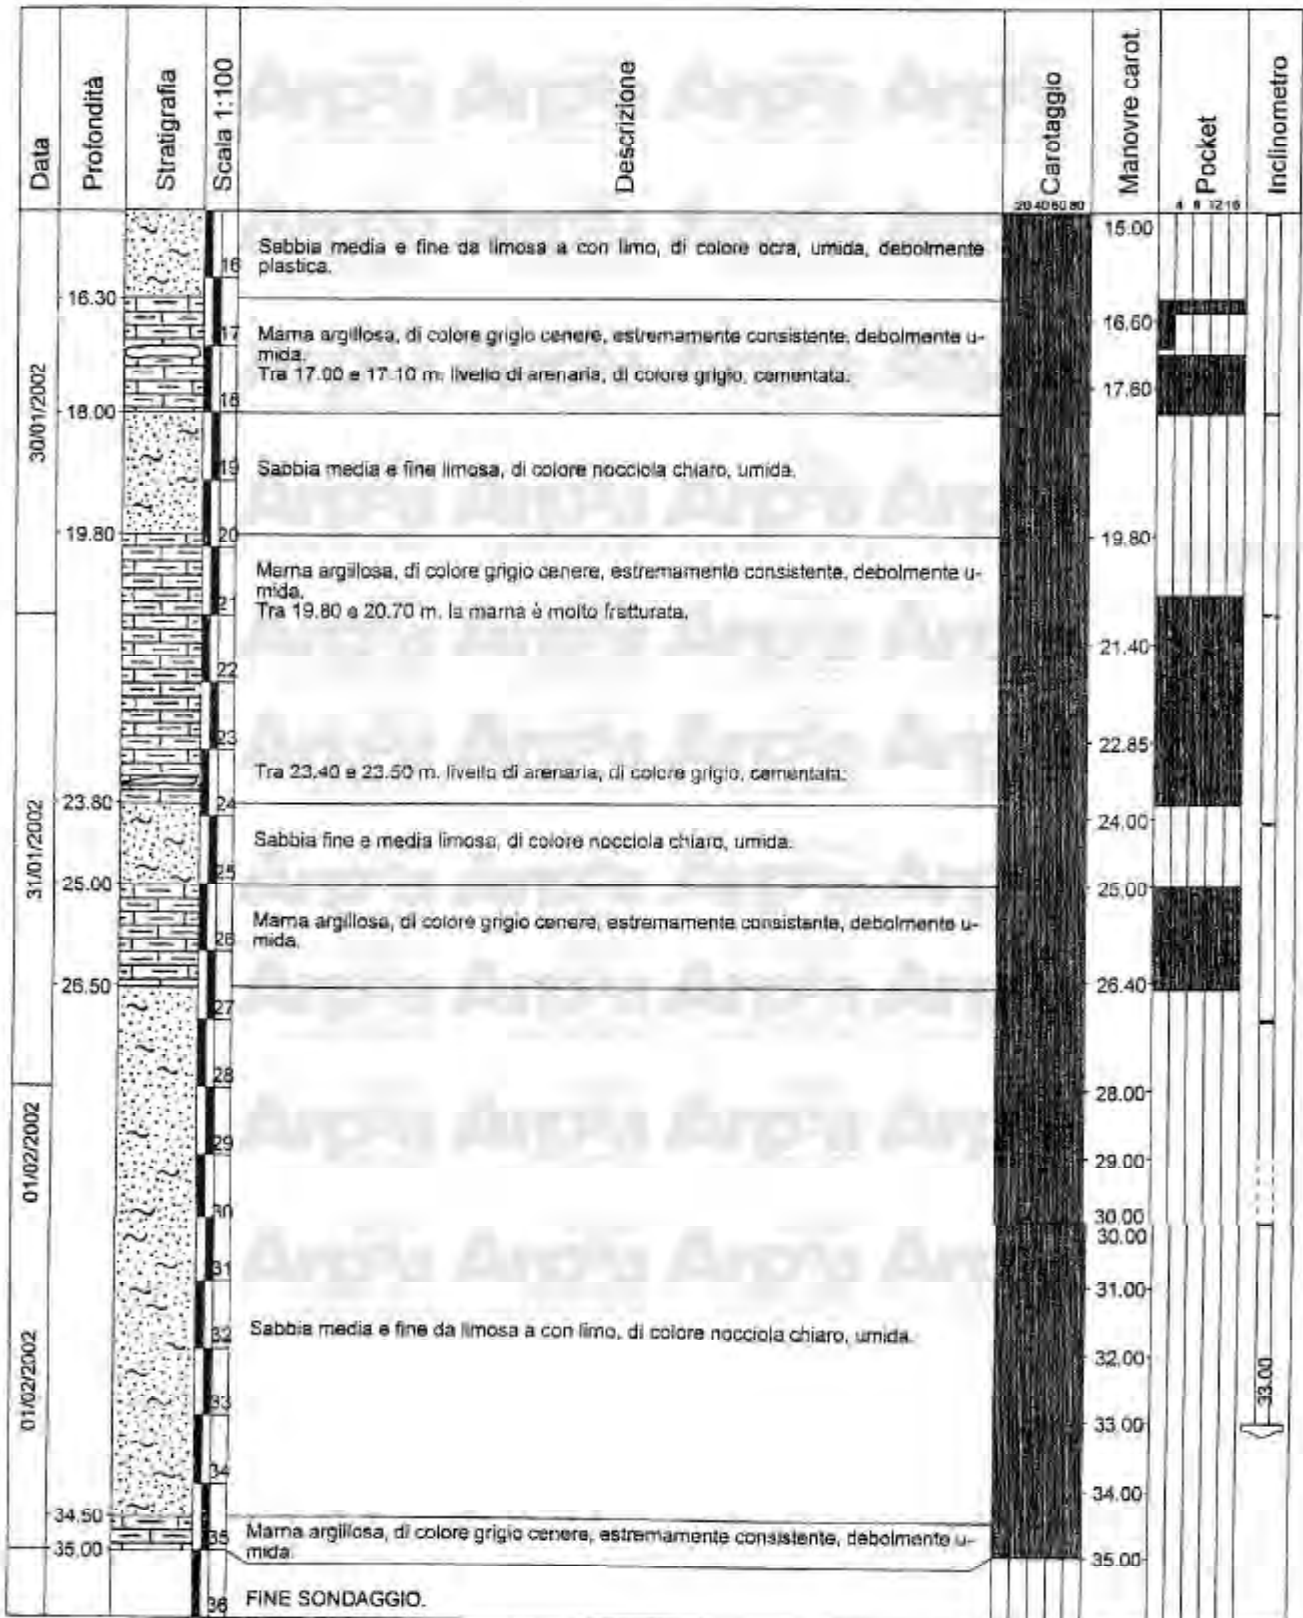 Data
Profondità
Stratigrafia
Scala 1:100
Descrizione
Carotaggio
20 40 60 80
Manovre carot.
Pocket
4 8 12 16
Inclinometro
30/01/2002
31/01/2002
01/02/2002
01/02/2002
15.00
Sabbia media e fine da limosa a con limo, di colore ocra, umida, debolmente
plastica.
16
16.30
16.60
17
Marna argillosa, di colore grigio cenere, estremamente consistente, debolmente u-
mida.
Tra 17.00 e 17.10 m. livello di arenaria, di colore grigio, cementata.
17.60
18
18.00
19
Sabbia media e fine limosa, di colore nocciola chiaro, umida.
19.80
20
19.80
Marna argillosa, di colore grigio cenere, estremamente consistente, debolmente u-
mida.
21
Tra 19.80 e 20.70 m. la marna è molto fratturata.
21.40
22
22.85
23
Tra 23.40 e 23.50 m. livello di arenaria, di colore grigio, cementata.
23.80
24
24.00
Sabbia fine e media limosa, di colore nocciola chiaro, umida.
25
25.00
25.00
Marna argillosa, di colore grigio cenere, estremamente consistente, debolmente u-
mida.
26
26.50
26.40
27
28
28.00
29
29.00
30
30.00
30.00
31
31.00
32
Sabbia media e fine da limosa a con limo, di colore nocciola chiaro, umida.
32.00
33
33.00
33.00
34
34.00
34.50
35
Marna argillosa, di colore grigio cenere, estremamente consistente, debolmente u-
mida.
35.00
35.00
36
FINE SONDAGGIO.
Arpa Arpa Arpa Arpa